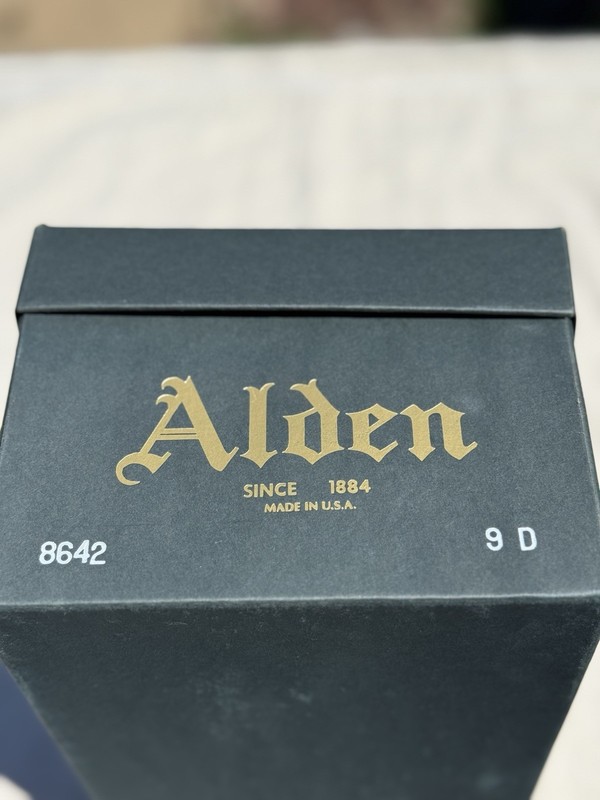 Alden
SINCE 1884
MADE IN U.S.A.
8642 9 D